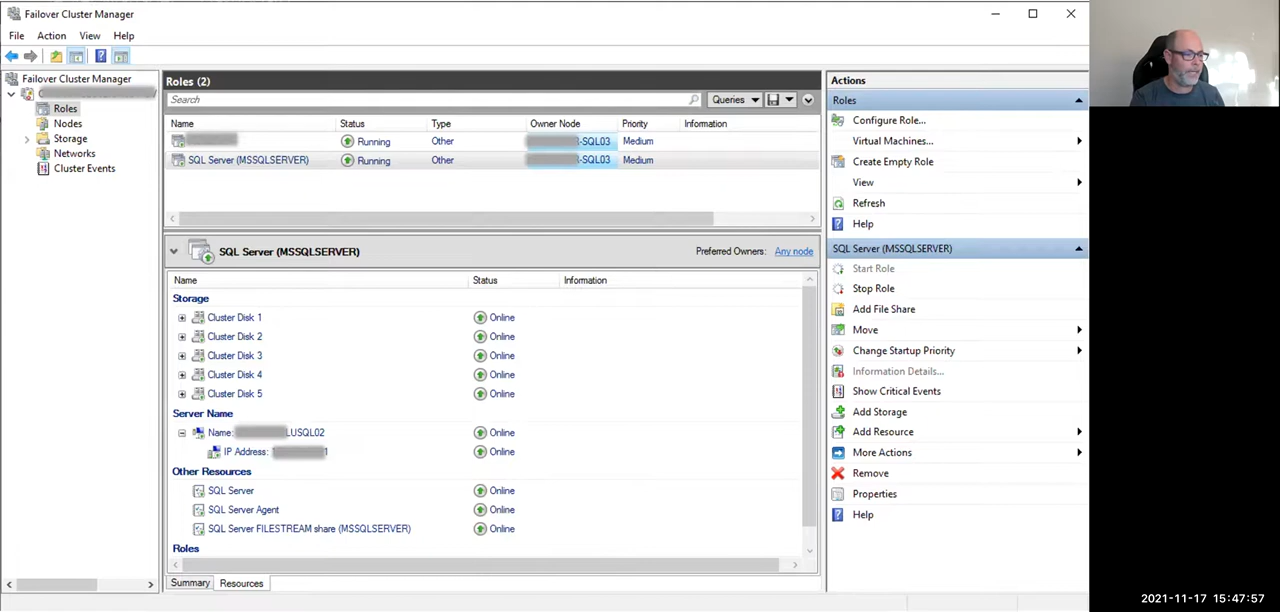 Failover Cluster Manager
File Action View Help
Failover Cluster Manager
Roles
Nodes
Storage
Networks
Cluster Events
Roles (2)
Search
Queries
Name Status Type Owner Node Priority Information
Running Other -SQL03 Medium
SQL Server (MSSQLSERVER) Running Other -SQL03 Medium
SQL Server (MSSQLSERVER) Preferred Owners: Any node
Name Status Information
Storage
Cluster Disk 1 Online
Cluster Disk 2 Online
Cluster Disk 3 Online
Cluster Disk 4 Online
Cluster Disk 5 Online
Server Name
Name: LUSQL02 Online
IP Address: 1 Online
Other Resources
SQL Server Online
SQL Server Agent Online
SQL Server FILESTREAM share (MSSQLSERVER) Online
Roles
Summary Resources
Actions
Roles
Configure Role...
Virtual Machines...
Create Empty Role
View
Refresh
Help
SQL Server (MSSQLSERVER)
Start Role
Stop Role
Add File Share
Move
Change Startup Priority
Information Details...
Show Critical Events
Add Storage
Add Resource
More Actions
Remove
Properties
Help
2021-11-17 15:47:57